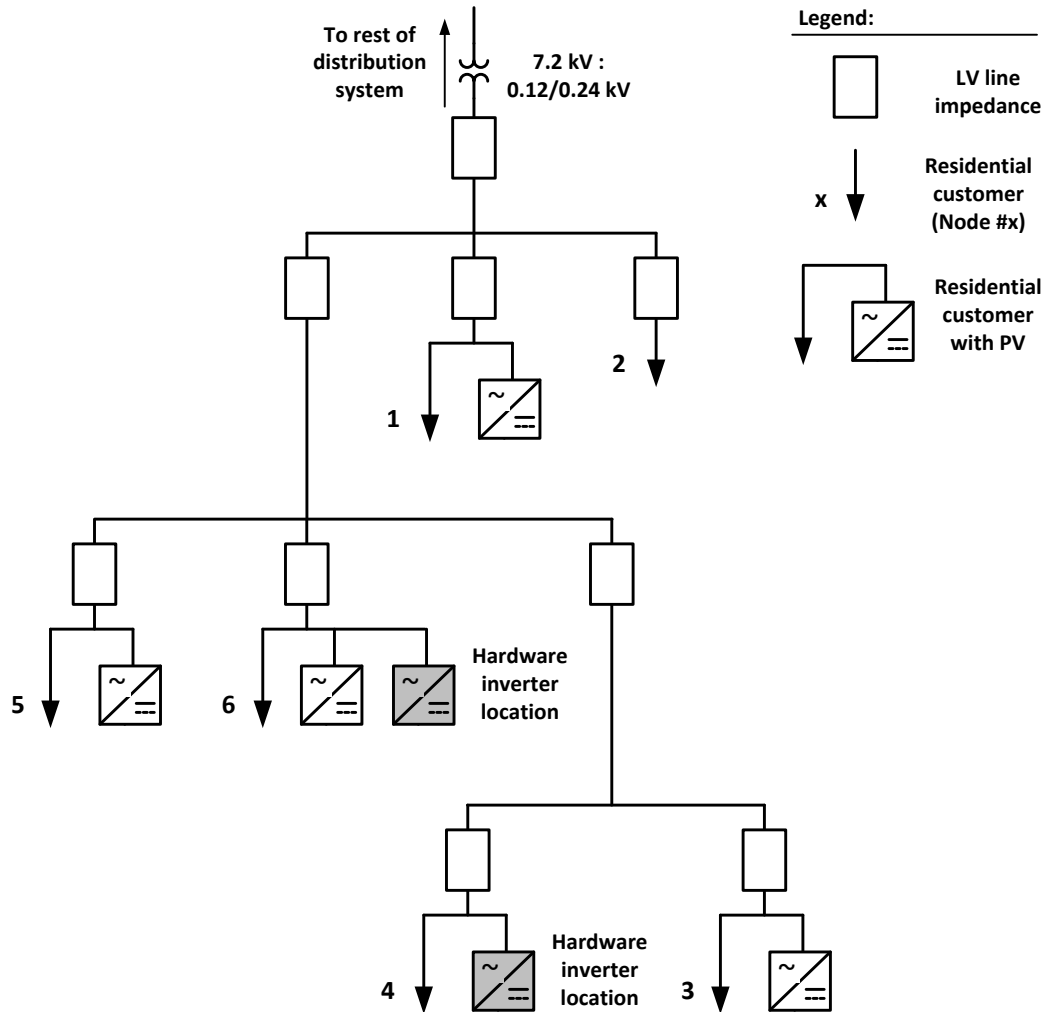 To rest of
distribution
system
7.2 kV :
0.12/0.24 kV
Legend:
LV line
impedance
x
Residential
customer
(Node #x)
~
Residential
customer
with PV
1
~
2
5
~
6
~
~
Hardware
inverter
location
4
~
Hardware
inverter
location
3
~